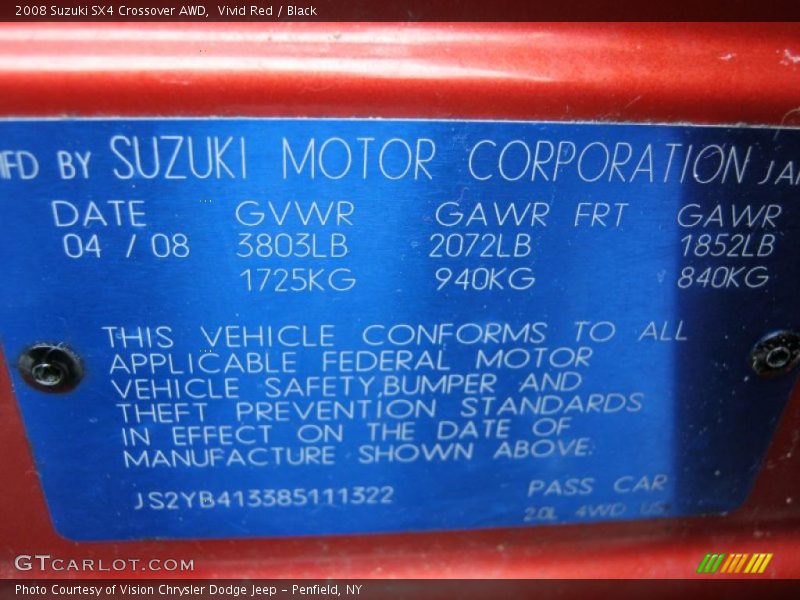 2008 Suzuki SX4 Crossover AWD, Vivid Red / Black
MFD BY SUZUKI MOTOR CORPORATION JAP
DATE GVWR GAWR FRT GAWR
04 / 08 3803LB 2072LB 1852LB
1725KG 940KG 840KG
THIS VEHICLE CONFORMS TO ALL
APPLICABLE FEDERAL MOTOR
VEHICLE SAFETY,BUMPER AND
THEFT PREVENTION STANDARDS
IN EFFECT ON THE DATE OF
MANUFACTURE SHOWN ABOVE.
JS2YB413385111322 PASS CAR
2.0L 4WD US
GTCARLOT.COM
Photo Courtesy of Vision Chrysler Dodge Jeep – Penfield, NY